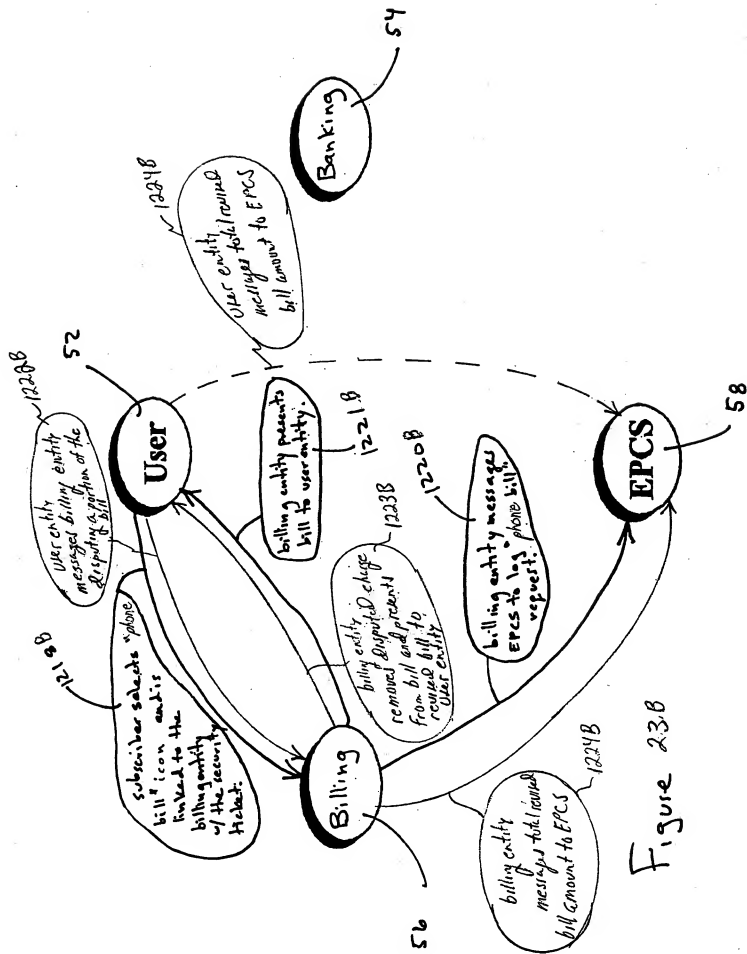 1222B
User entity
messages billing entity
disputing a portion of the
bill
52
User
1219B
subscriber selects "phone
bill" icon and is
linked to the
billing entity
w/ the security
ticket.
1224B
User entity
messages total revised
bill amount to EPCS
54
Banking
billing entity presents
bill to user entity.
1221B
billing entity
removes disputed charge
from bill and presents
revised bill to
User entity
1223B
Billing
56
billing entity messages
EPCS to log "phone bill"
request.
1220B
EPCS
58
billing entity
messages total revised
bill amount to EPCS
1224B
Figure 23.B